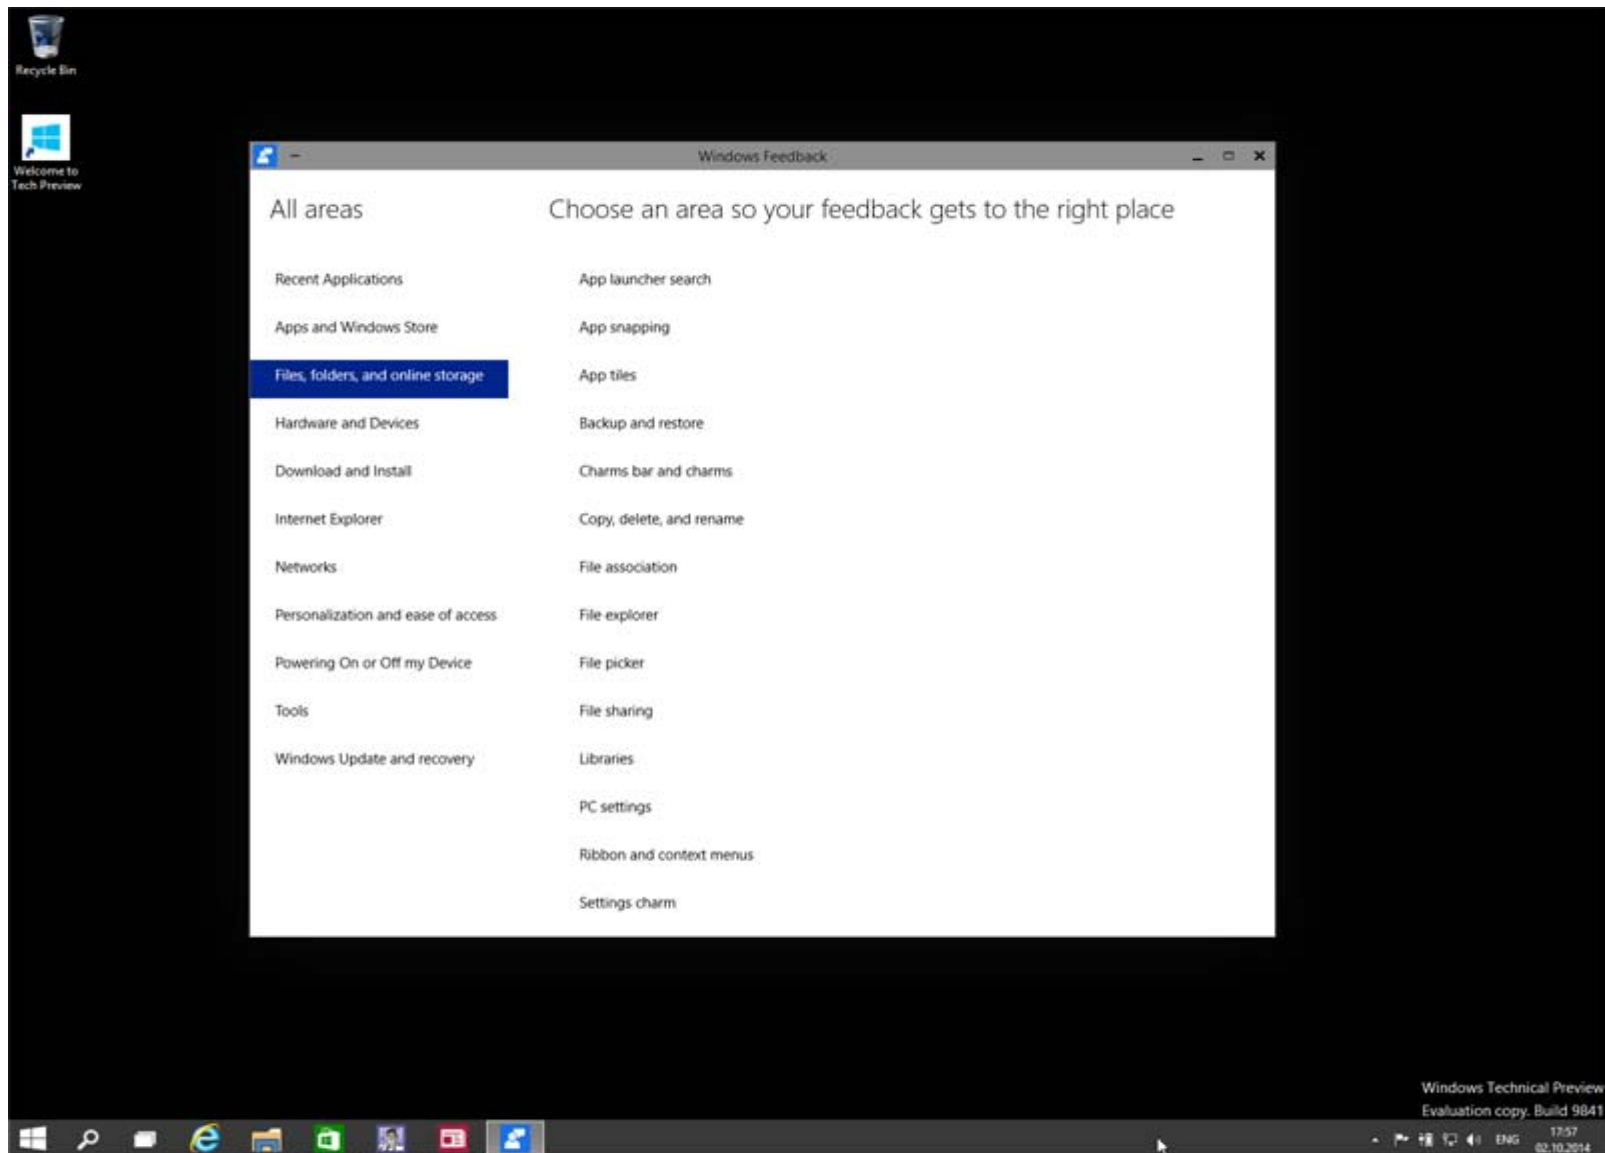 Recycle Bin
Welcome to
Tech Preview
Windows Feedback
All areas
Choose an area so your feedback gets to the right place
Recent Applications
Apps and Windows Store
Files, folders, and online storage
Hardware and Devices
Download and Install
Internet Explorer
Networks
Personalization and ease of access
Powering On or Off my Device
Tools
Windows Update and recovery
App launcher search
App snapping
App tiles
Backup and restore
Charms bar and charms
Copy, delete, and rename
File association
File explorer
File picker
File sharing
Libraries
PC settings
Ribbon and context menus
Settings charm
Windows Technical Preview
Evaluation copy. Build 9841
ENG
17:57
02.10.2014